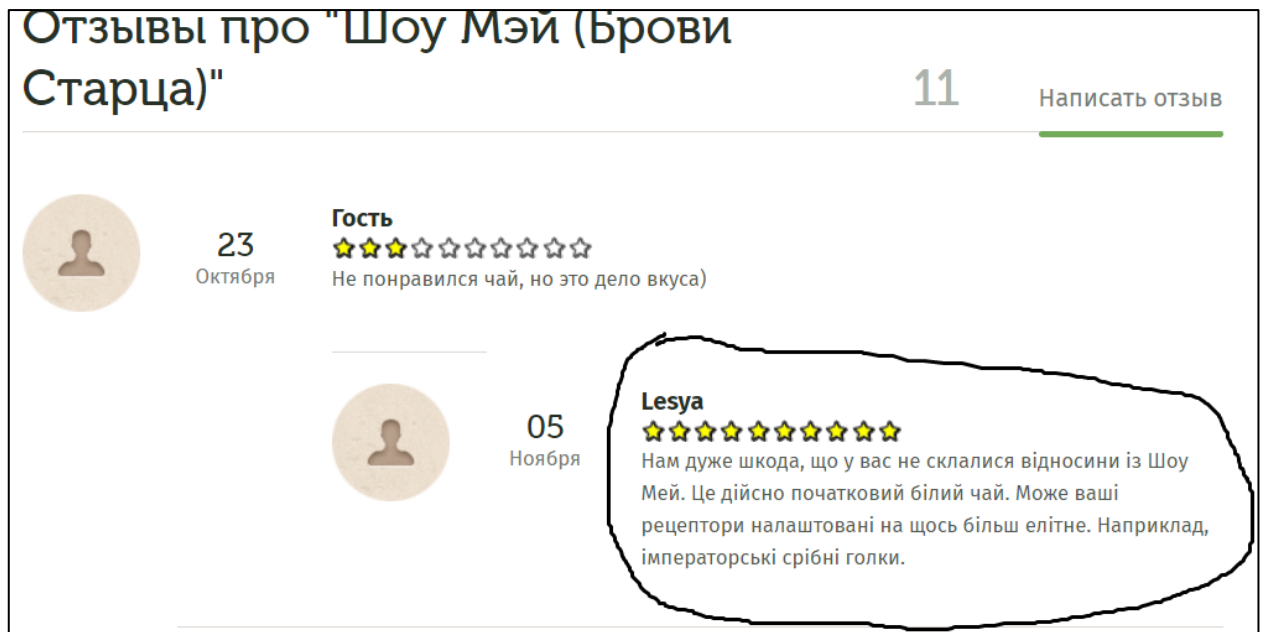 Отзывы про "Шоу Мэй (Брови
Старца)"
11
Написать отзыв
23
Октября
Гость
Не понравился чай, но это дело вкуса)
05
Ноября
Lesya
Нам дуже шкода, що у вас не склалися відносини із Шоу
Мей. Це дійсно початковий білий чай. Може ваші
рецептори налаштовані на щось більш елітне. Наприклад,
імператорські срібні голки.